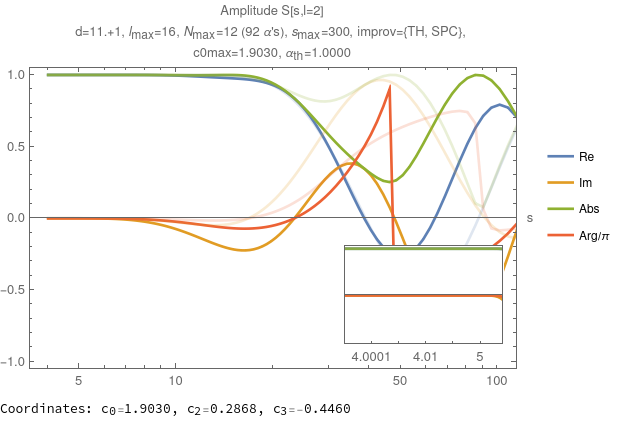 Amplitude S[s,l=2]
d=11.+1, lmax=16, Nmax=12 (92 α's), smax=300, improv={TH, SPC},
c0max=1.9030, αth=1.0000
1.0
0.5
0.0
−0.5
−1.0
5 10 50 100
s
4.0001 4.01 5
Re
Im
Abs
Arg/π
Coordinates: c0=1.9030, c2=0.2868, c3=-0.4460